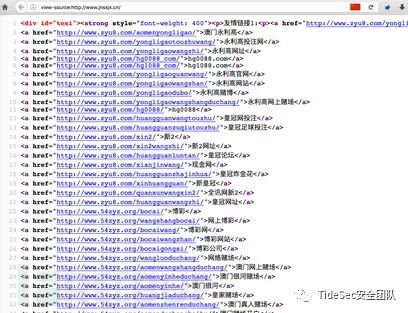 view-source:http://www.jnssjx.cn/
<div id="tesi"><strong style="font-weight: 400"><p>友情链接1:<p><a href="http://www.zyu8.com/yongli
<a href="http://www.zyu8.com/aomenyongligao/">澳门永利高</a>
<a href="http://www.zyu8.com/yongligaotouzhuwang/">永利高投注网</a>
<a href="http://www.zyu8.com/yongligaowangzhi/">永利高网址</a>
<a href="http://www.zyu8.com/hg0088_com/">hg0088.com</a>
<a href="http://www.zyu8.com/hg1088_com/">hg1088.com</a>
<a href="http://www.zyu8.com/yongligaoguanwang/">永利高官网</a>
<a href="http://www.zyu8.com/yongligaowangzhan/">永利高网站</a>
<a href="http://www.zyu8.com/yongligaodubo/">永利高赌博</a>
10 <a href="http://www.zyu8.com/yongligaowangshangduchang/">永利高网上赌场</a>
<a href="http://www.zyu8.com/hg0088/">hg0088</a>
<a href="http://www.zyu8.com/huangguanwangtouzhu/">皇冠网投注</a>
<a href="http://www.zyu8.com/huangguanzuqiutouzhu/">皇冠足球投注</a>
<a href="http://www.zyu8.com/xin2/">新2</a>
<a href="http://www.zyu8.com/xin2wangzhi/">新2网址</a>
<a href="http://www.zyu8.com/huangguanluntan/">皇冠论坛</a>
<a href="http://www.zyu8.com/xianjinwang/">现金网</a>
<a href="http://www.zyu8.com/huangguanzhajinhua/">皇冠炸金花</a>
<a href="http://www.zyu8.com/xinhuangguan/">新皇冠</a>
<a href="http://www.zyu8.com/quanxunwangxin2/">全讯网新2</a>
<a href="http://www.zyu8.com/huangguanwangzhi/">皇冠网址</a>
<a href="http://www.54zyz.org/bocai/">博彩</a>
<a href="http://www.54zyz.org/wangshangbocai/">网上博彩</a>
<a href="http://www.54zyz.org/bocaiwang/">博彩网</a>
<a href="http://www.54zyz.org/bocaiwangzhan/">博彩网站</a>
<a href="http://www.54zyz.org/bocaigongsi/">博彩公司</a>
<a href="http://www.54zyz.org/wangluoduchang/">网络赌场</a>
<a href="http://www.54zyz.org/aomenwangshangduchang/">澳门网上赌场</a>
<a href="http://www.54zyz.org/aomenyinheduchang/">澳门银河赌场</a>
<a href="http://www.54zyz.org/aomenyinhe/">澳门银河</a>
<a href="http://www.54zyz.org/huangjiaduchang/">皇家赌场</a>
<a href="http://www.54zyz.org/aomenzhenrenduchang/">澳门真人赌场</a>
TideSec安全团队